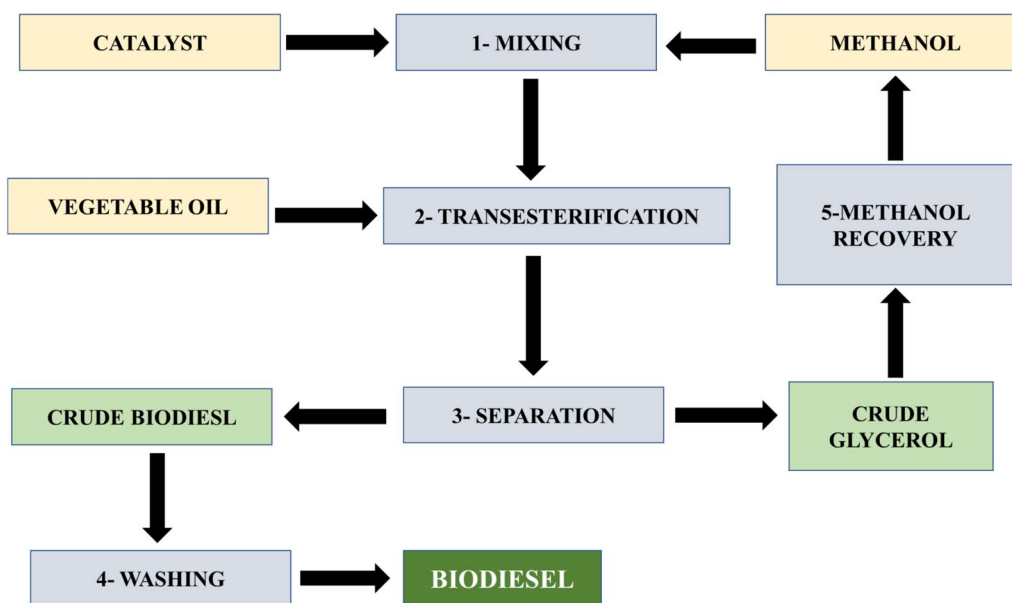 CATALYST
1- MIXING
METHANOL
VEGETABLE OIL
2- TRANSESTERIFICATION
5-METHANOL
RECOVERY
CRUDE BIODIESL
3- SEPARATION
CRUDE
GLYCEROL
4- WASHING
BIODIESEL